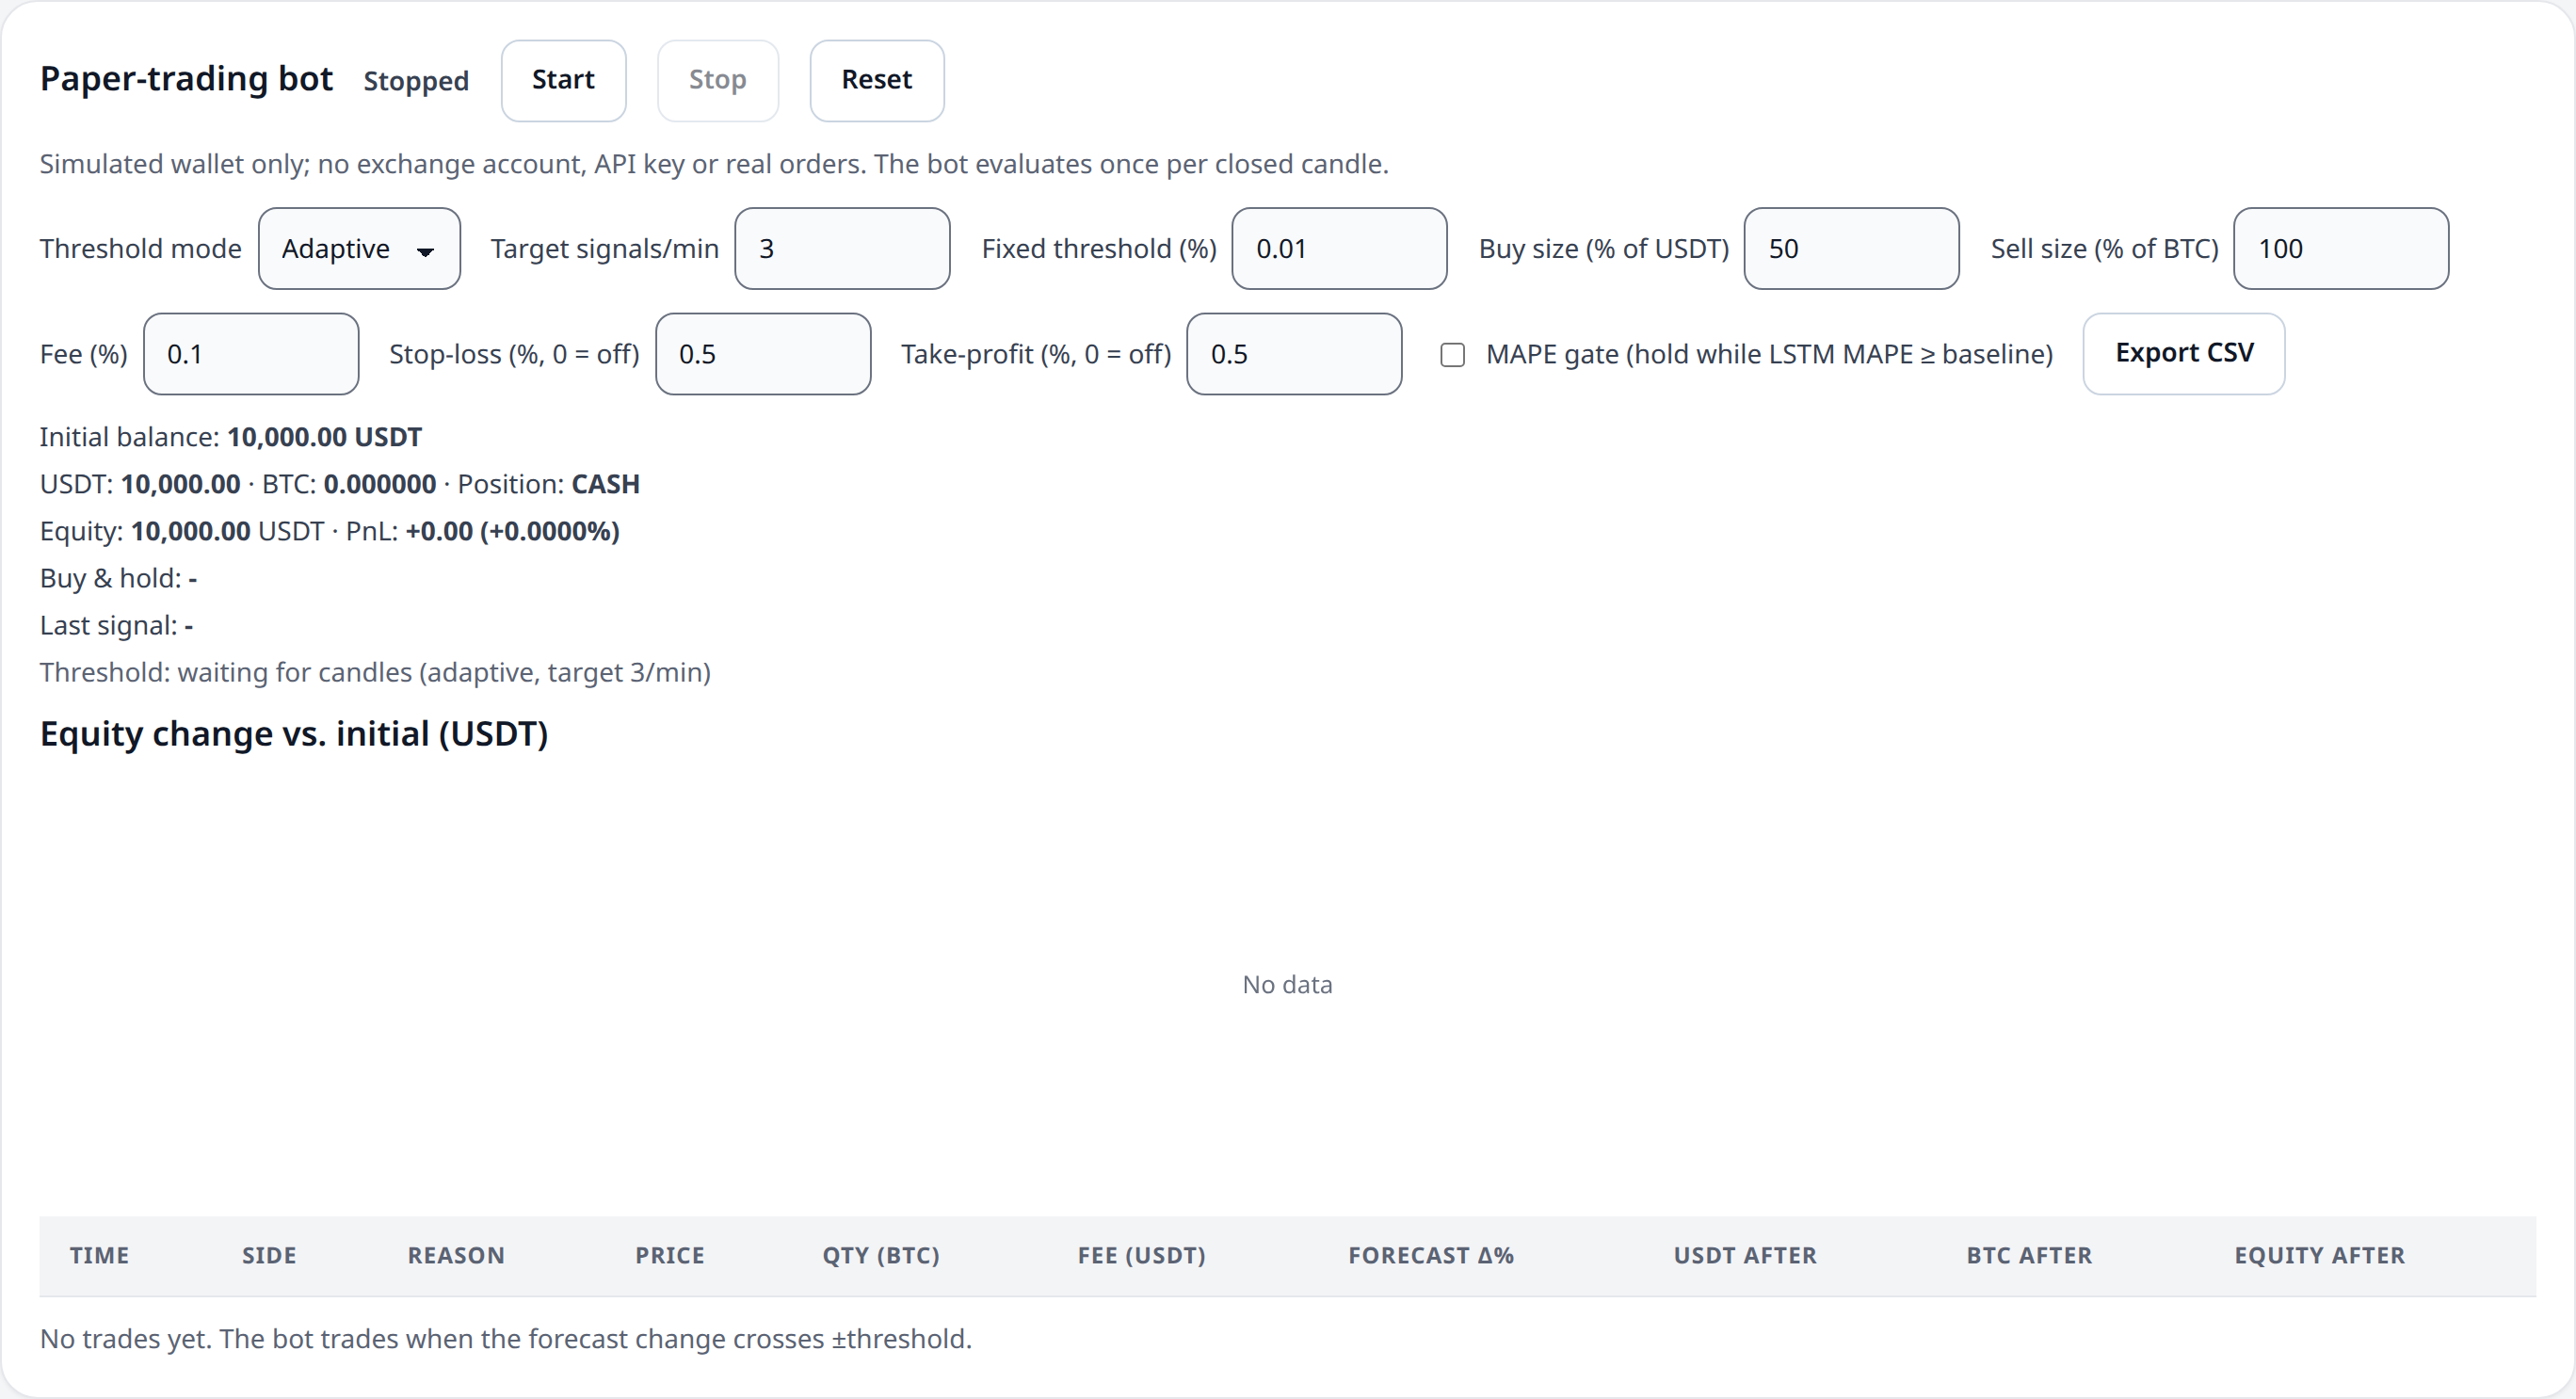 Paper-trading bot Stopped Start Stop Reset
Simulated wallet only; no exchange account, API key or real orders. The bot evaluates once per closed candle.
Threshold mode Adaptive Target signals/min 3 Fixed threshold (%) 0.01 Buy size (% of USDT) 50 Sell size (% of BTC) 100
Fee (%) 0.1 Stop-loss (%, 0 = off) 0.5 Take-profit (%, 0 = off) 0.5 MAPE gate (hold while LSTM MAPE ≥ baseline) Export CSV
Initial balance: 10,000.00 USDT
USDT: 10,000.00 · BTC: 0.000000 · Position: CASH
Equity: 10,000.00 USDT · PnL: +0.00 (+0.0000%)
Buy & hold: -
Last signal: -
Threshold: waiting for candles (adaptive, target 3/min)
Equity change vs. initial (USDT)
No data
TIME SIDE REASON PRICE QTY (BTC) FEE (USDT) FORECAST Δ% USDT AFTER BTC AFTER EQUITY AFTER
No trades yet. The bot trades when the forecast change crosses ±threshold.